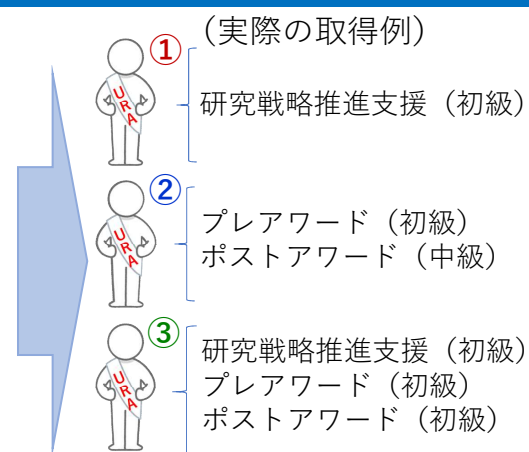 (実際の取得例)
①
URA
研究戦略推進支援（初級）
②
URA
プレアワード（初級）
ポストアワード（中級）
③
URA
研究戦略推進支援（初級）
プレアワード（初級）
ポストアワード（初級）